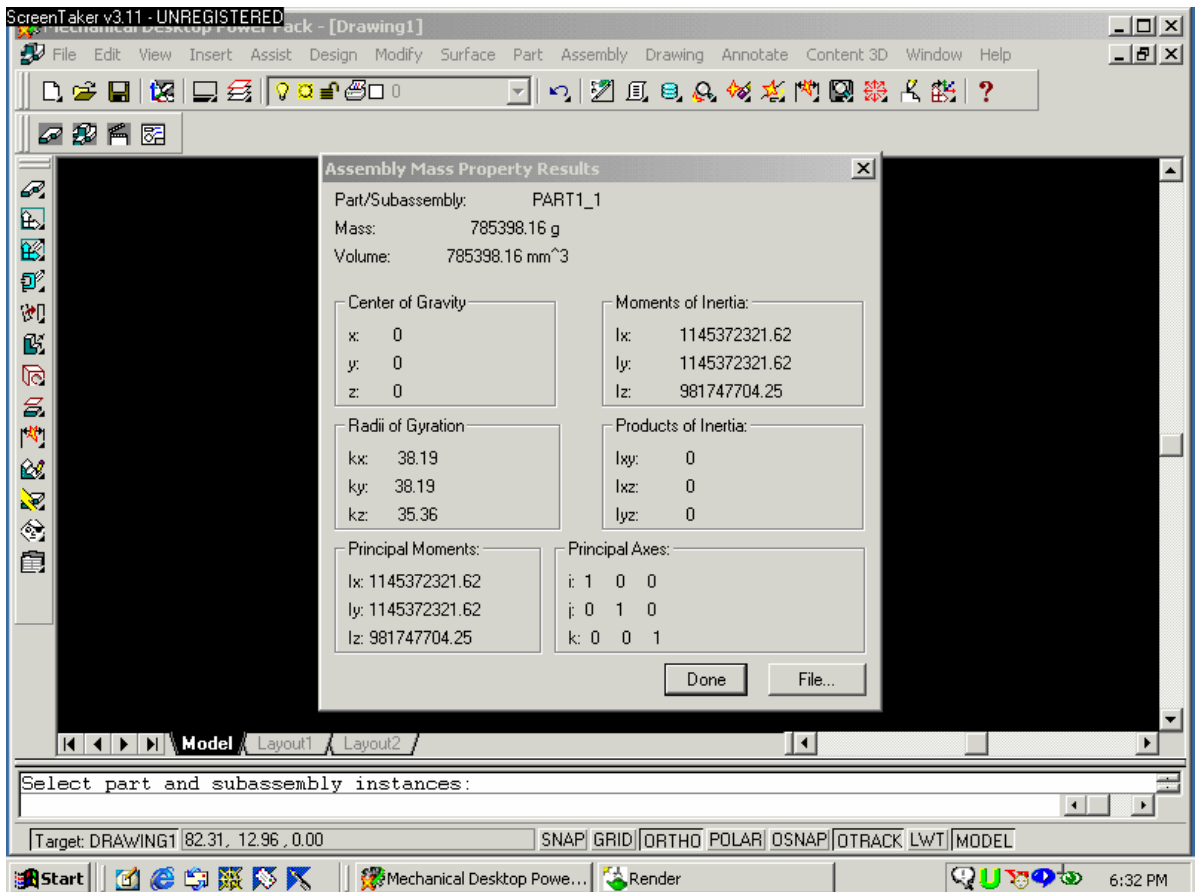 ScreenTaker v3.11 - UNREGISTERED
Mechanical Desktop Power Pack - [Drawing1]
File Edit View Insert Assist Design Modify Surface Part Assembly Drawing Annotate Content 3D Window Help
0
Assembly Mass Property Results
Part/Subassembly: PART1_1
Mass: 785398.16 g
Volume: 785398.16 mm^3
Center of Gravity
x: 0
y: 0
z: 0
Moments of Inertia:
Ix: 1145372321.62
Iy: 1145372321.62
Iz: 981747704.25
Radii of Gyration
kx: 38.19
ky: 38.19
kz: 35.36
Products of Inertia:
Ixy: 0
Ixz: 0
Iyz: 0
Principal Moments:
Ix: 1145372321.62
Iy: 1145372321.62
Iz: 981747704.25
Principal Axes:
i: 1 0 0
j: 0 1 0
k: 0 0 1
Done File...
Model Layout1 Layout2
Select part and subassembly instances:
Target: DRAWING1 82.31, 12.96 , 0.00 SNAP GRID ORTHO POLAR OSNAP OTRACK LWT MODEL
Start Mechanical Desktop Powe... Render 6:32 PM